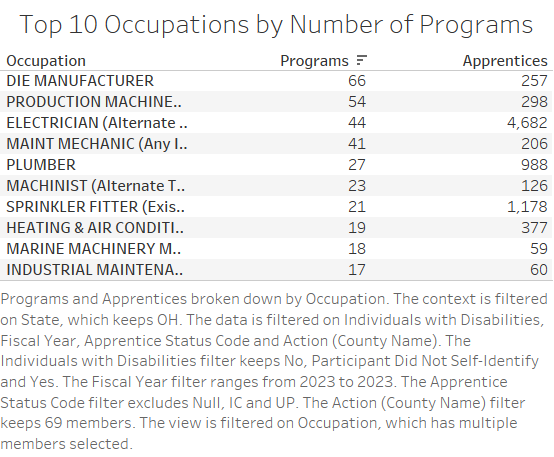 Top 10 Occupations by Number of Programs
Occupation Programs Apprentices
DIE MANUFACTURER 66 257
PRODUCTION MACHINE.. 54 298
ELECTRICIAN (Alternate .. 44 4,682
MAINT MECHANIC (Any I.. 41 206
PLUMBER 27 988
MACHINIST (Alternate T.. 23 126
SPRINKLER FITTER (Exis.. 21 1,178
HEATING & AIR CONDITI.. 19 377
MARINE MACHINERY M.. 18 59
INDUSTRIAL MAINTENA.. 17 60
Programs and Apprentices broken down by Occupation. The context is filtered
on State, which keeps OH. The data is filtered on Individuals with Disabilities,
Fiscal Year, Apprentice Status Code and Action (County Name). The
Individuals with Disabilities filter keeps No, Participant Did Not Self-Identify
and Yes. The Fiscal Year filter ranges from 2023 to 2023. The Apprentice
Status Code filter excludes Null, IC and UP. The Action (County Name) filter
keeps 69 members. The view is filtered on Occupation, which has multiple
members selected.